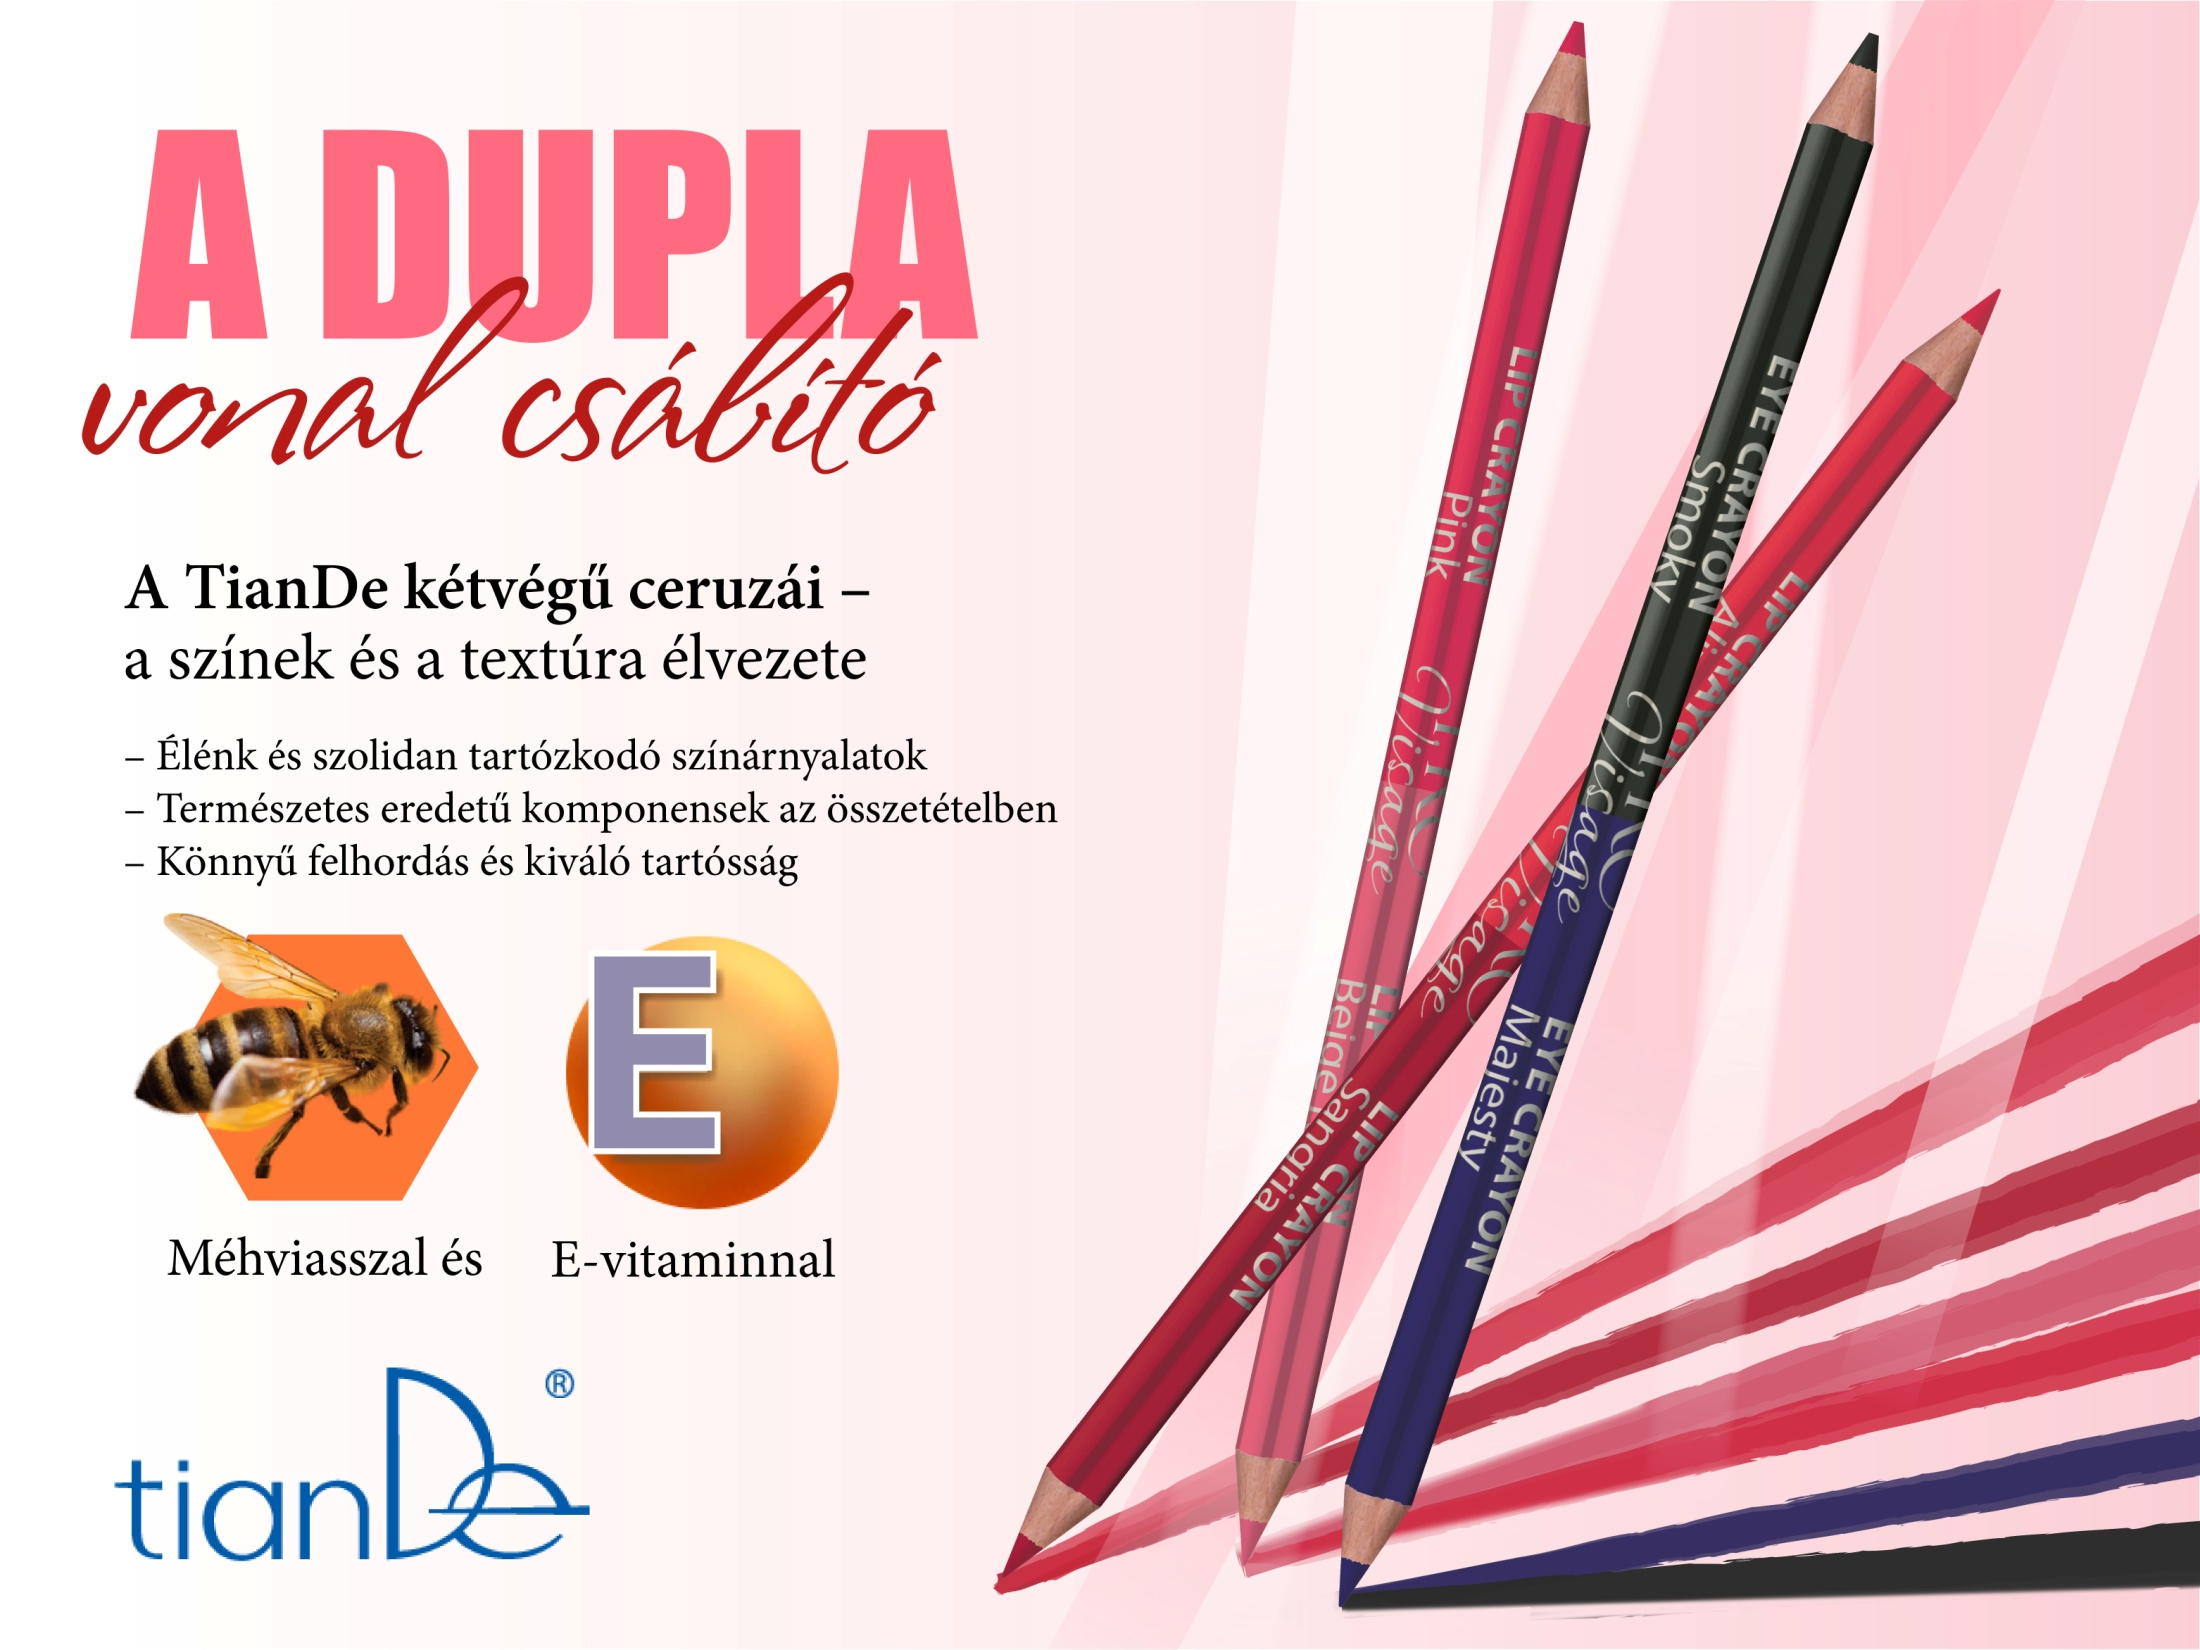 A DUPLA
vonal csábító
A TianDe kétvégű ceruzái –
a színek és a textúra élvezete
– Élénk és szolidan tartózkodó színárnyalatok
– Természetes eredetű komponensek az összetételben
– Könnyű felhordás és kiváló tartósság
E
Méhviasszal és
E-vitaminnal
tianDe®
LIP CRAYON
Pink
Visage
LIP
Beige
EYE CRAYON
Smoky
Visage
EYE CRAYON
Majesty
LIP CRAYON
Visage
LIP CRAYON
Sangria